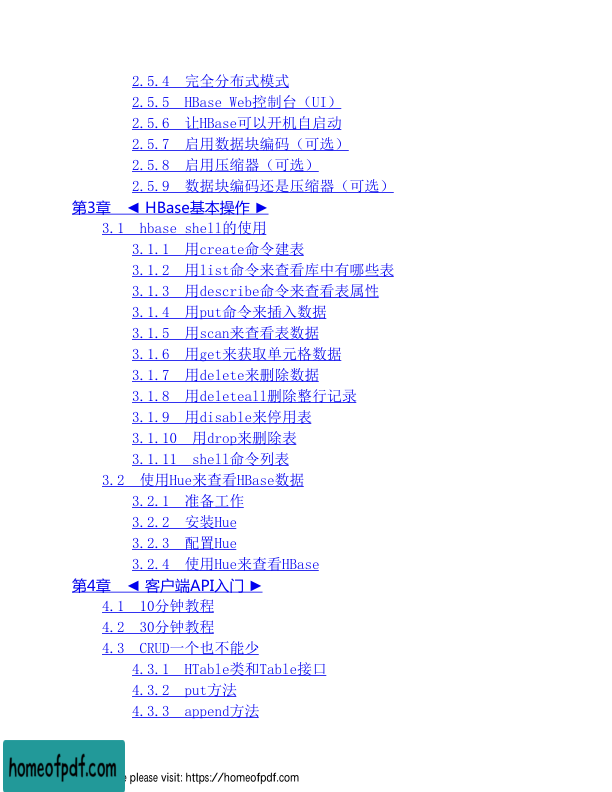 2.5.4 完全分布式模式
2.5.5 HBase Web控制台（UI）
2.5.6 让HBase可以开机自启动
2.5.7 启用数据块编码（可选）
2.5.8 启用压缩器（可选）
2.5.9 数据块编码还是压缩器（可选）
第3章 ◄ HBase基本操作 ►
3.1 hbase shell的使用
3.1.1 用create命令建表
3.1.2 用list命令来查看库中有哪些表
3.1.3 用describe命令来查看表属性
3.1.4 用put命令来插入数据
3.1.5 用scan来查看表数据
3.1.6 用get来获取单元格数据
3.1.7 用delete来删除数据
3.1.8 用deleteall删除整行记录
3.1.9 用disable来停用表
3.1.10 用drop来删除表
3.1.11 shell命令列表
3.2 使用Hue来查看HBase数据
3.2.1 准备工作
3.2.2 安装Hue
3.2.3 配置Hue
3.2.4 使用Hue来查看HBase
第4章 ◄ 客户端API入门 ►
4.1 10分钟教程
4.2 30分钟教程
4.3 CRUD一个也不能少
4.3.1 HTable类和Table接口
4.3.2 put方法
4.3.3 append方法
homeofpdf.com
please visit: https://homeofpdf.com